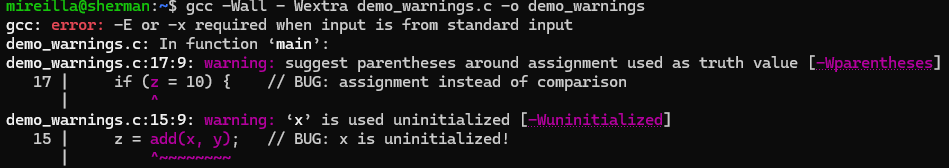 mireilla@sherman:~$ gcc -Wall - Wextra demo_warnings.c -o demo_warnings
gcc: error: -E or -x required when input is from standard input
demo_warnings.c: In function ‘main’:
demo_warnings.c:17:9: warning: suggest parentheses around assignment used as truth value [-Wparentheses]
   17 |     if (z = 10) {    // BUG: assignment instead of comparison
      |         ^
demo_warnings.c:15:9: warning: ‘x’ is used uninitialized [-Wuninitialized]
   15 |     z = add(x, y);   // BUG: x is uninitialized!
      |         ^~~~~~~~~